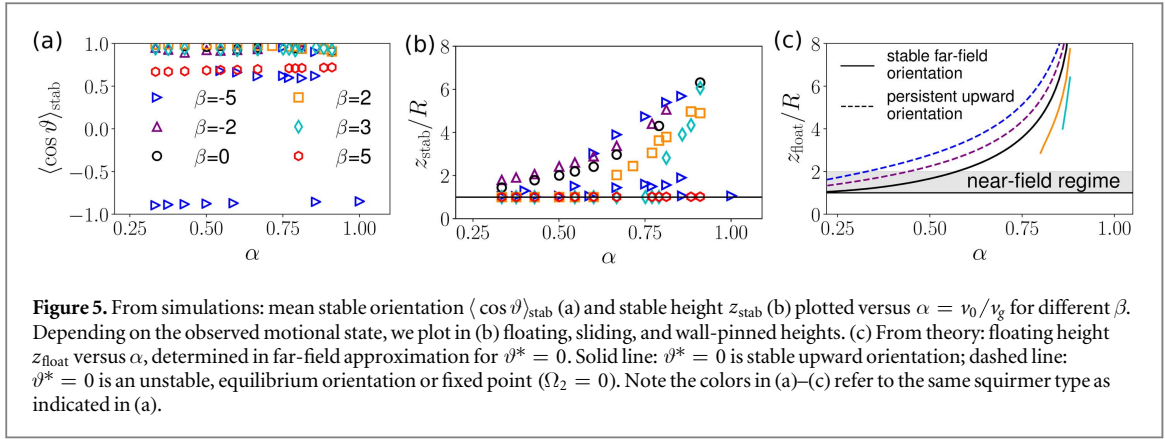 (a)
1.0
0.5
0.0
−0.5
−1.0
⟨cos ϑ⟩stab
β=-5
β=-2
β=0
β=2
β=3
β=5
0.25 0.50 0.75 1.00
α
(b)
8
6
4
2
0
zstab/R
0.25 0.50 0.75 1.00
α
(c)
8
6
4
2
0
zfloat/R
stable far-field
orientation
persistent upward
orientation
near-field regime
0.25 0.50 0.75 1.00
α
Figure 5. From simulations: mean stable orientation ⟨ cos ϑ⟩stab (a) and stable height zstab (b) plotted versus α = v0/vg for different β.
Depending on the observed motional state, we plot in (b) floating, sliding, and wall-pinned heights. (c) From theory: floating height
zfloat versus α, determined in far-field approximation for ϑ* = 0. Solid line: ϑ* = 0 is stable upward orientation; dashed line:
ϑ* = 0 is an unstable, equilibrium orientation or fixed point (Ω2 = 0). Note the colors in (a)–(c) refer to the same squirmer type as
indicated in (a).